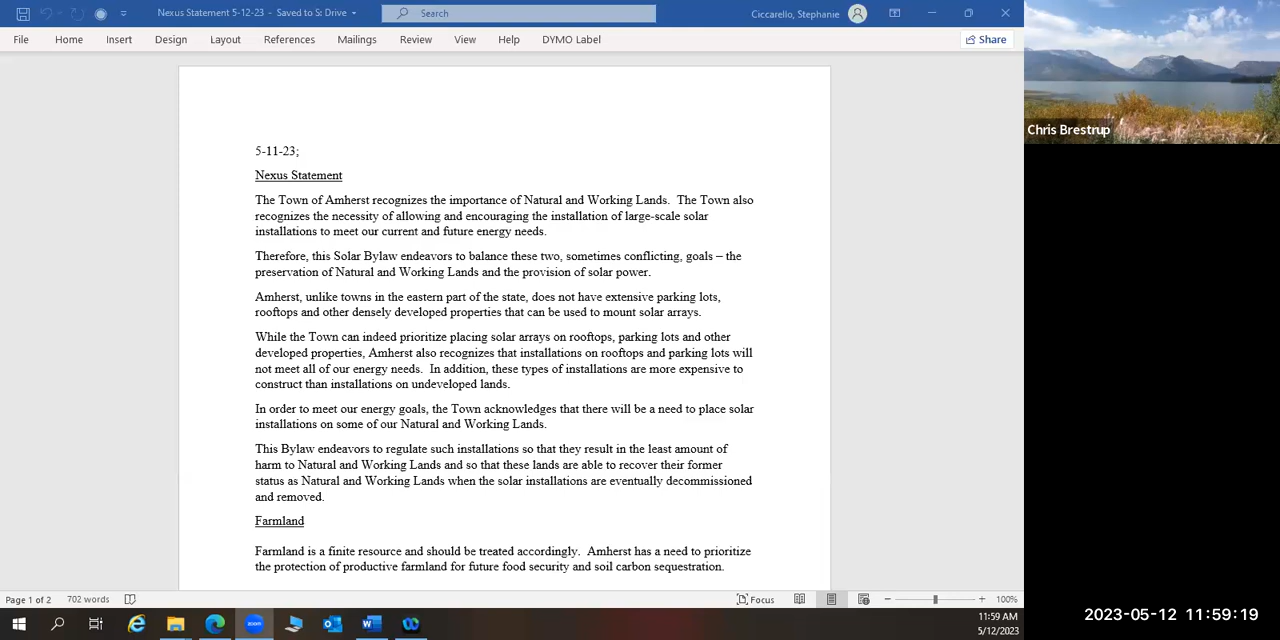 Nexus Statement 5-12-23 - Saved to S: Drive
Search
Ciccarello, Stephanie
File Home Insert Design Layout References Mailings Review View Help DYMO Label
Share
Chris Brestrup
5-11-23;
Nexus Statement
The Town of Amherst recognizes the importance of Natural and Working Lands. The Town also
recognizes the necessity of allowing and encouraging the installation of large-scale solar
installations to meet our current and future energy needs.
Therefore, this Solar Bylaw endeavors to balance these two, sometimes conflicting, goals – the
preservation of Natural and Working Lands and the provision of solar power.
Amherst, unlike towns in the eastern part of the state, does not have extensive parking lots,
rooftops and other densely developed properties that can be used to mount solar arrays.
While the Town can indeed prioritize placing solar arrays on rooftops, parking lots and other
developed properties, Amherst also recognizes that installations on rooftops and parking lots will
not meet all of our energy needs. In addition, these types of installations are more expensive to
construct than installations on undeveloped lands.
In order to meet our energy goals, the Town acknowledges that there will be a need to place solar
installations on some of our Natural and Working Lands.
This Bylaw endeavors to regulate such installations so that they result in the least amount of
harm to Natural and Working Lands and so that these lands are able to recover their former
status as Natural and Working Lands when the solar installations are eventually decommissioned
and removed.
Farmland
Farmland is a finite resource and should be treated accordingly. Amherst has a need to prioritize
the protection of productive farmland for future food security and soil carbon sequestration.
Page 1 of 2 702 words
Focus
100%
zoom
11:59 AM
5/12/2023
2023-05-12 11:59:19